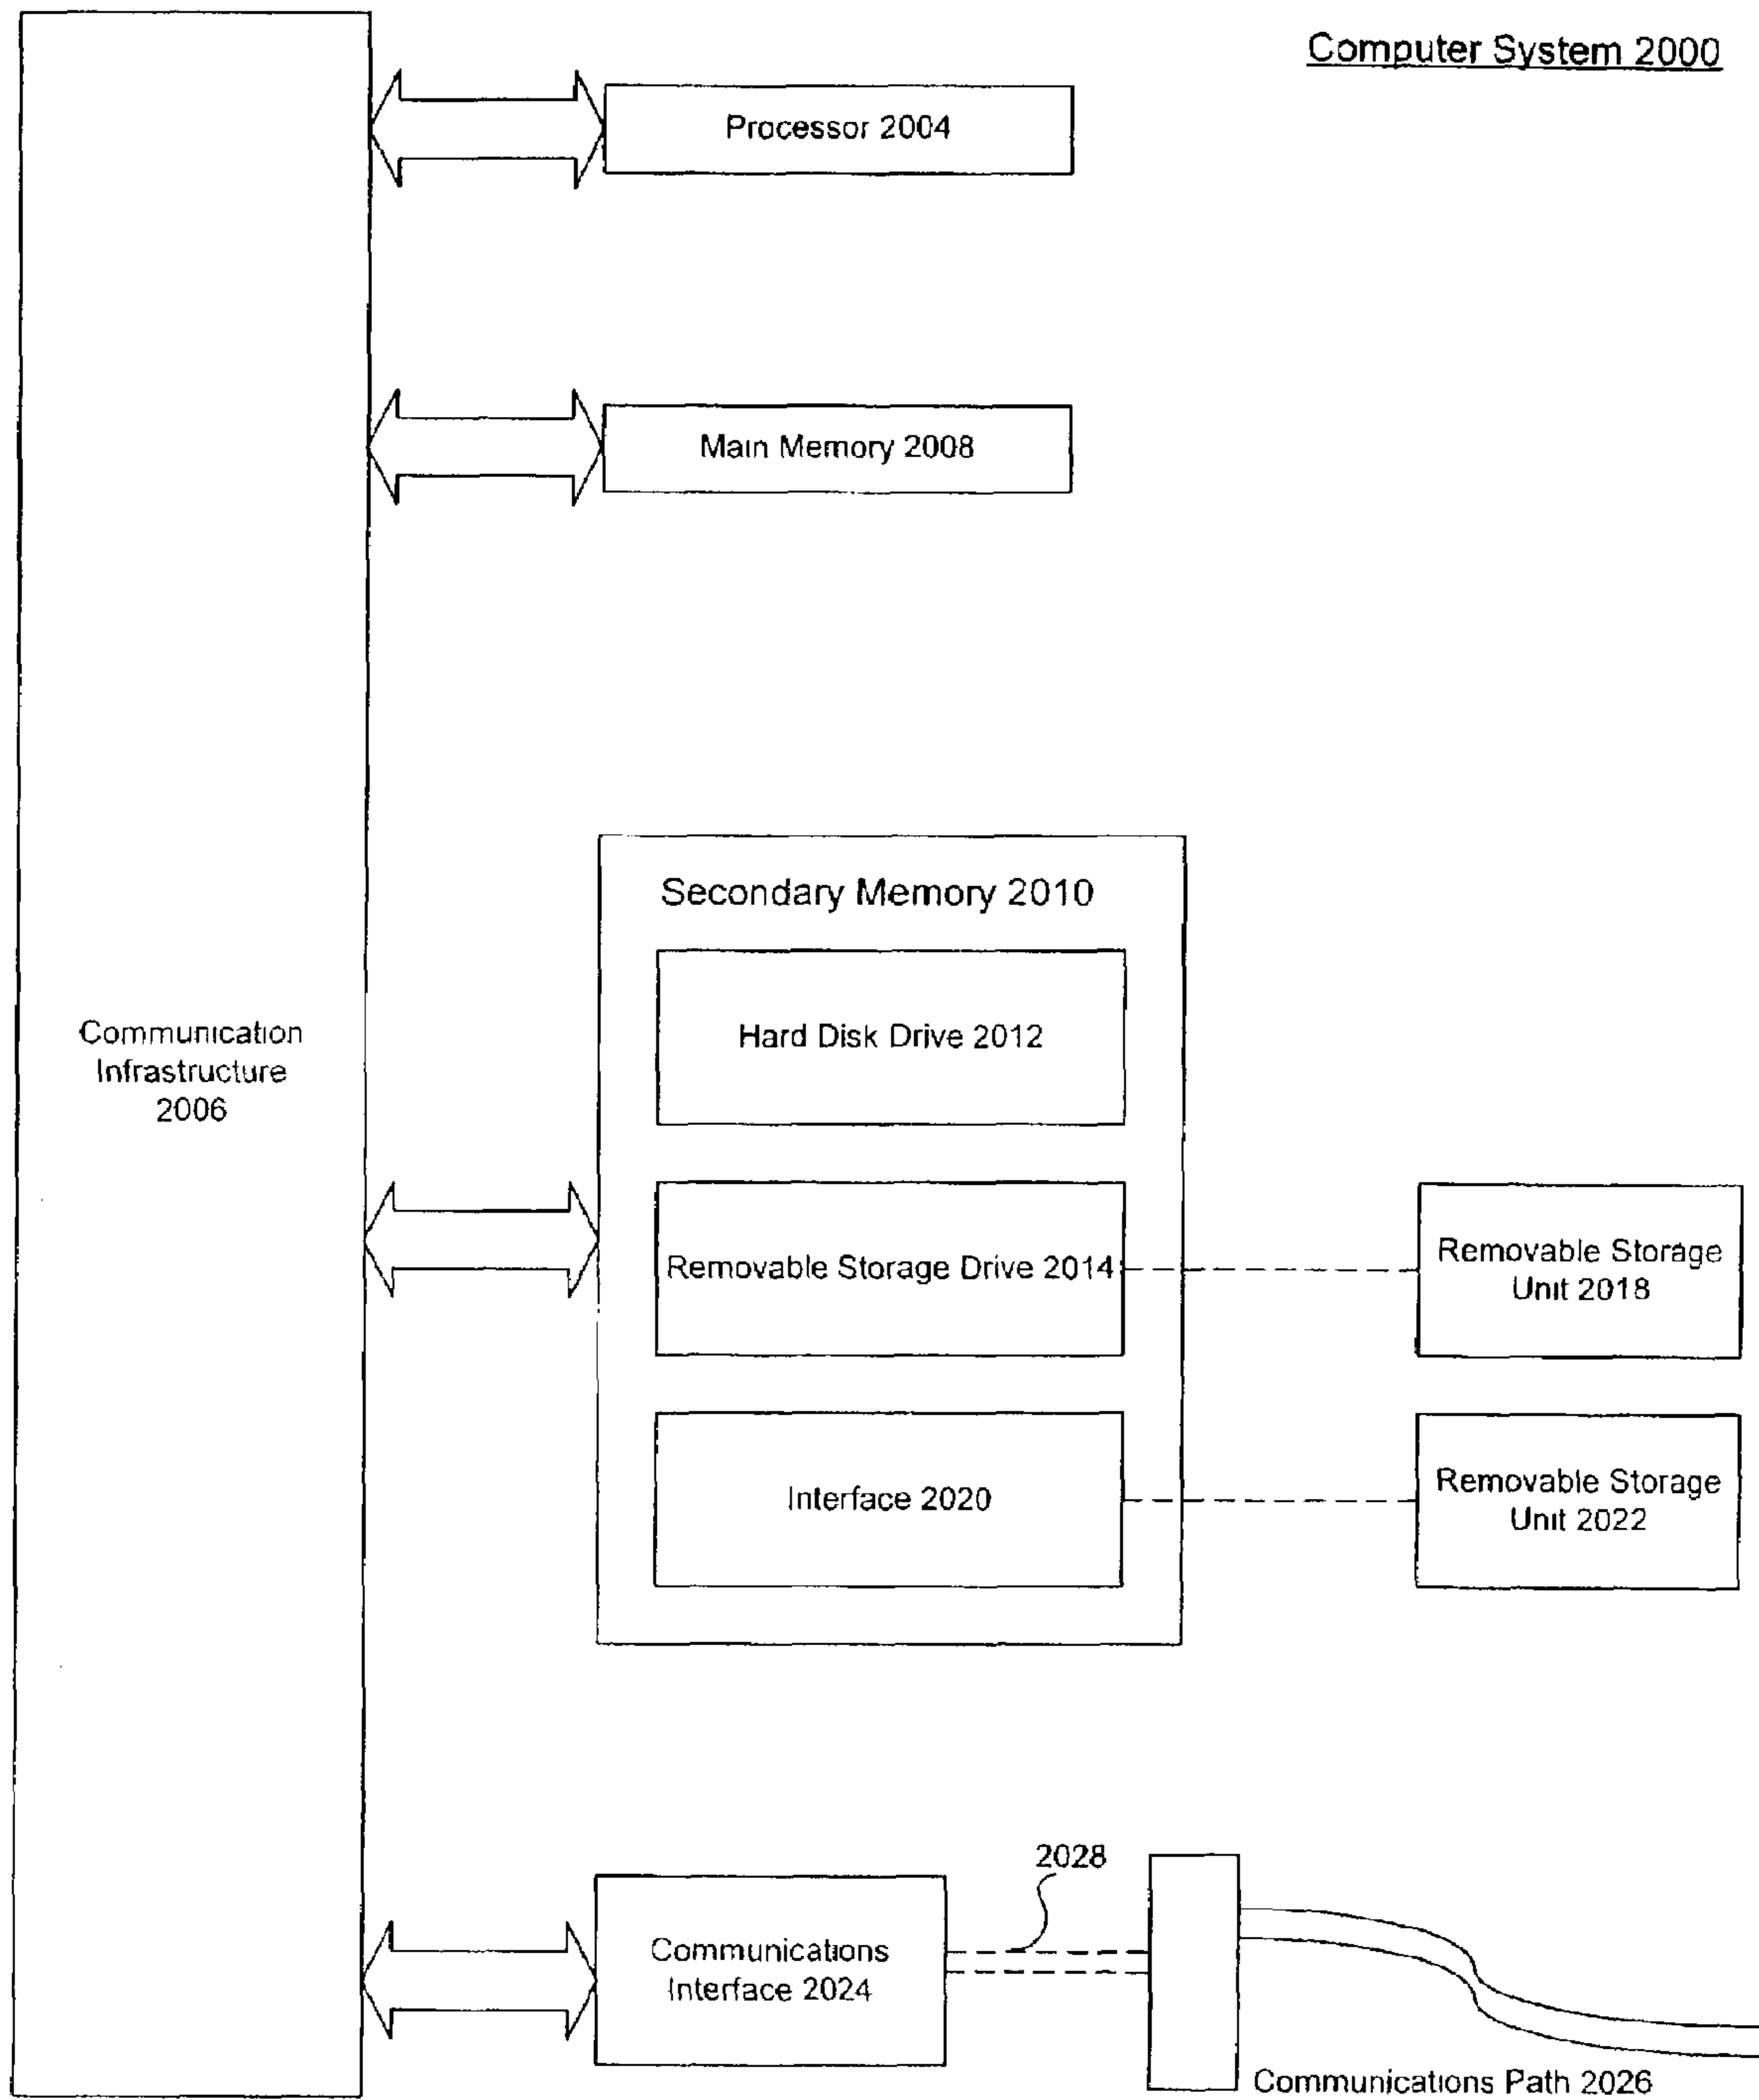 Computer System 2000
Processor 2004
Main Memory 2008
Secondary Memory 2010
Hard Disk Drive 2012
Communication
Infrastructure
2006
Removable Storage Drive 2014
Removable Storage
Unit 2018
Interface 2020
Removable Storage
Unit 2022
2028
Communications
Interface 2024
Communications Path 2026